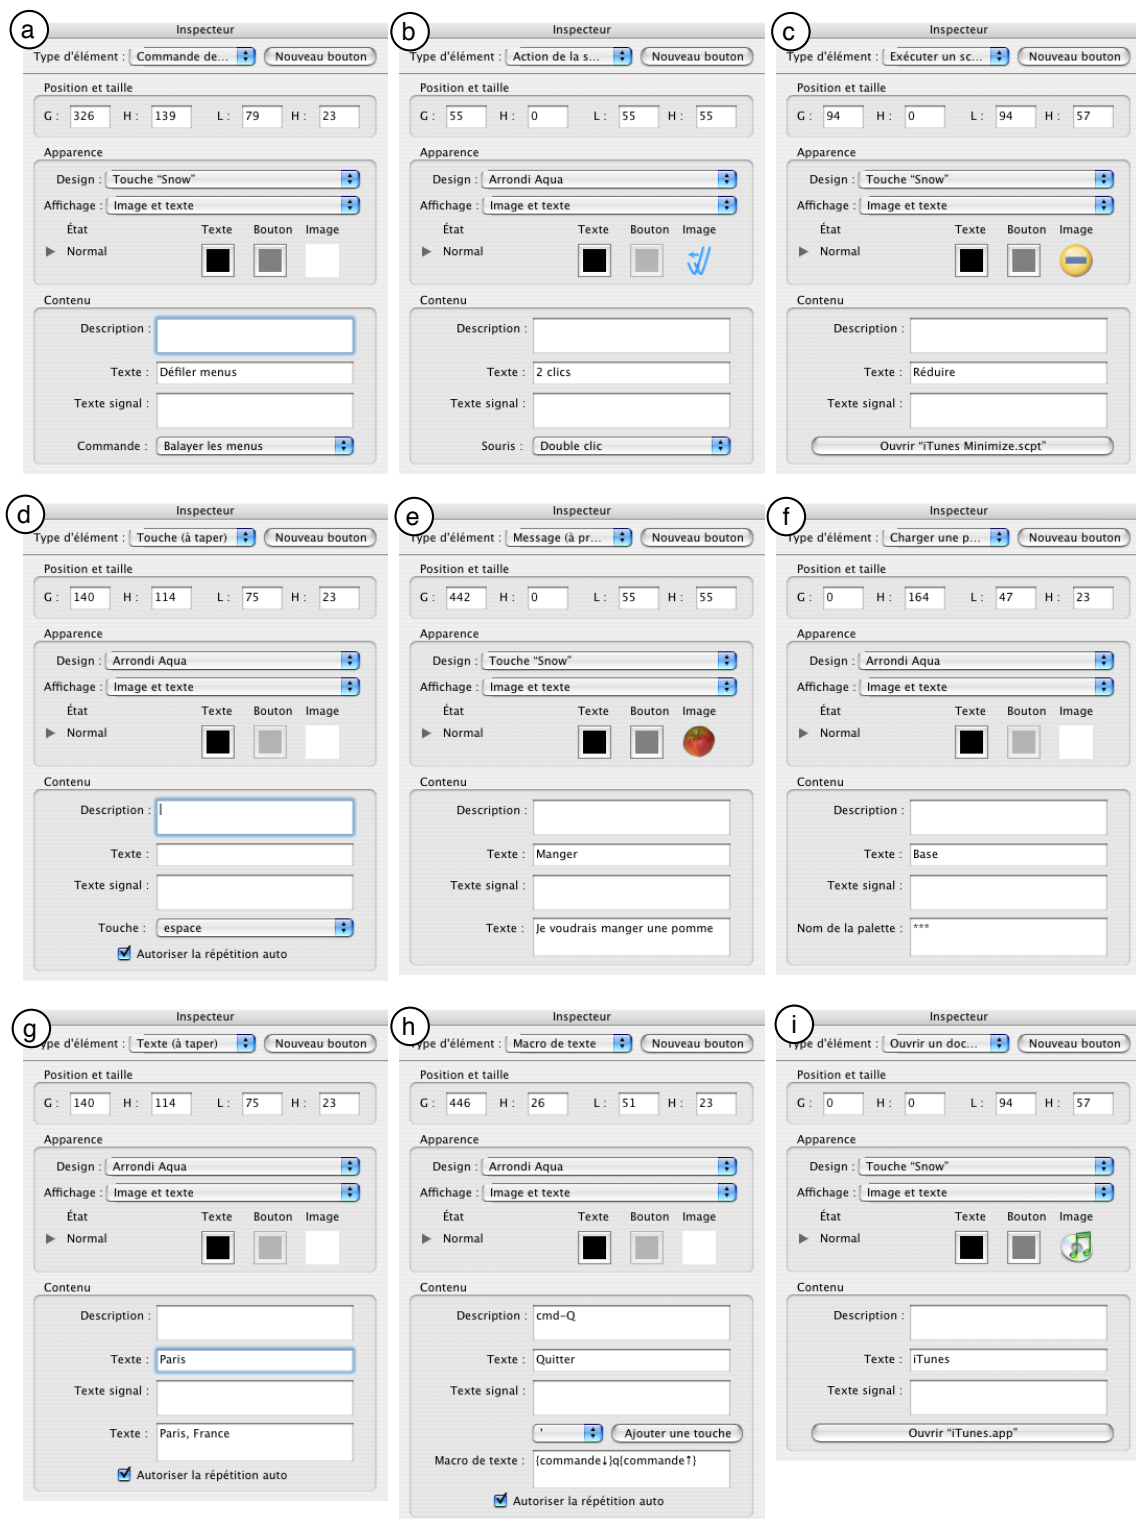 a
Inspecteur
Type d'élément : Commande de... Nouveau bouton
Position et taille
G : 326 H : 139 L : 79 H : 23
Apparence
Design : Touche “Snow”
Affichage : Image et texte
État Texte Bouton Image
Normal
Contenu
Description :
Texte : Défiler menus
Texte signal :
Commande : Balayer les menus
b
Inspecteur
Type d'élément : Action de la s... Nouveau bouton
Position et taille
G : 55 H : 0 L : 55 H : 55
Apparence
Design : Arrondi Aqua
Affichage : Image et texte
État Texte Bouton Image
Normal
Contenu
Description :
Texte : 2 clics
Texte signal :
Souris : Double clic
c
Inspecteur
Type d'élément : Exécuter un sc... Nouveau bouton
Position et taille
G : 94 H : 0 L : 94 H : 57
Apparence
Design : Touche “Snow”
Affichage : Image et texte
État Texte Bouton Image
Normal
Contenu
Description :
Texte : Réduire
Texte signal :
Ouvrir “iTunes Minimize.scpt”
d
Inspecteur
Type d'élément : Touche (à taper) Nouveau bouton
Position et taille
G : 140 H : 114 L : 75 H : 23
Apparence
Design : Arrondi Aqua
Affichage : Image et texte
État Texte Bouton Image
Normal
Contenu
Description :
Texte :
Texte signal :
Touche : espace
Autoriser la répétition auto
e
Inspecteur
Type d'élément : Message (à pr... Nouveau bouton
Position et taille
G : 442 H : 0 L : 55 H : 55
Apparence
Design : Touche “Snow”
Affichage : Image et texte
État Texte Bouton Image
Normal
Contenu
Description :
Texte : Manger
Texte signal :
Texte : Je voudrais manger une pomme
f
Inspecteur
Type d'élément : Charger une p... Nouveau bouton
Position et taille
G : 0 H : 164 L : 47 H : 23
Apparence
Design : Arrondi Aqua
Affichage : Image et texte
État Texte Bouton Image
Normal
Contenu
Description :
Texte : Base
Texte signal :
Nom de la palette : ***
g
Inspecteur
Type d'élément : Texte (à taper) Nouveau bouton
Position et taille
G : 140 H : 114 L : 75 H : 23
Apparence
Design : Arrondi Aqua
Affichage : Image et texte
État Texte Bouton Image
Normal
Contenu
Description :
Texte : Paris
Texte signal :
Texte : Paris, France
Autoriser la répétition auto
h
Inspecteur
Type d'élément : Macro de texte Nouveau bouton
Position et taille
G : 446 H : 26 L : 51 H : 23
Apparence
Design : Arrondi Aqua
Affichage : Image et texte
État Texte Bouton Image
Normal
Contenu
Description : cmd-Q
Texte : Quitter
Texte signal :
' Ajouter une touche
Macro de texte : {commande↓}q{commande↑}
Autoriser la répétition auto
i
Inspecteur
Type d'élément : Ouvrir un doc... Nouveau bouton
Position et taille
G : 0 H : 0 L : 94 H : 57
Apparence
Design : Touche “Snow”
Affichage : Image et texte
État Texte Bouton Image
Normal
Contenu
Description :
Texte : iTunes
Texte signal :
Ouvrir “iTunes.app”